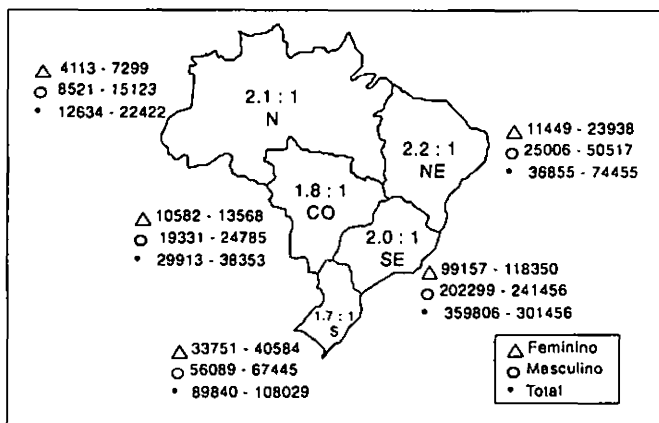 △ 4113 - 7299
○ 8521 - 15123
• 12634 - 22422
2.1 : 1
N
2.2 : 1
NE
△ 11449 - 23938
○ 25006 - 50517
• 36855 - 74455
1.8 : 1
CO
△ 10582 - 13568
○ 19331 - 24785
• 29913 - 38353
2.0 : 1
SE
△ 99157 - 118350
○ 202299 - 241456
• 359806 - 301456
1.7 : 1
S
△ 33751 - 40584
○ 56089 - 67445
• 89840 - 108029
△ Feminino
○ Masculino
• Total